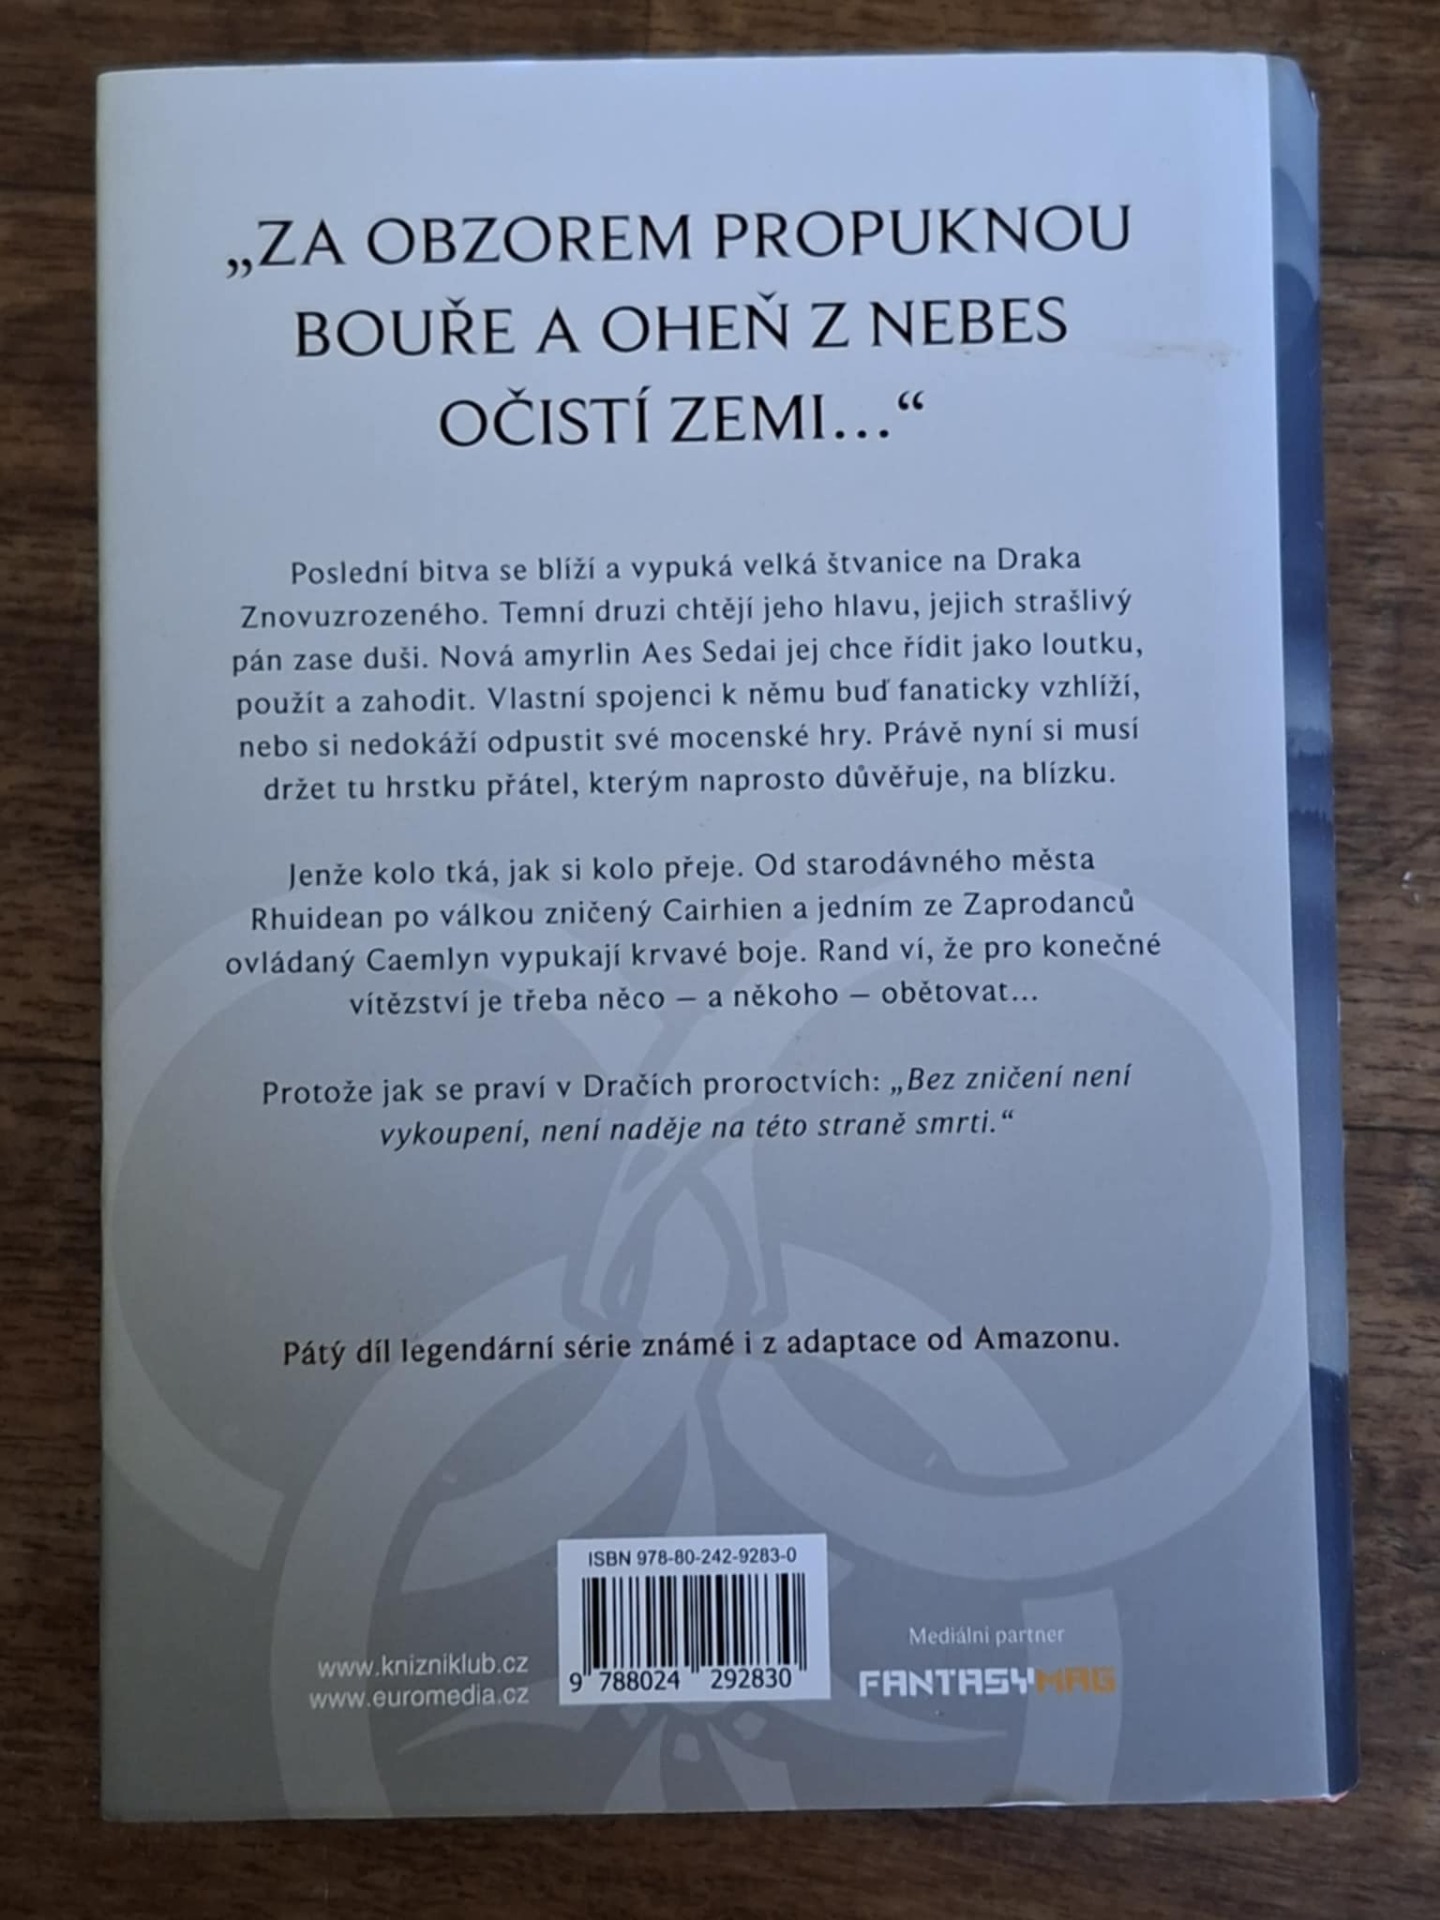 „ZA OBZOREM PROPUKNOU
BOUŘE A OHEŇ Z NEBES
OČISTÍ ZEMI...“
Poslední bitva se blíží a vypuká velká štvanice na Draka
Znovuzrozeného. Temní druzi chtějí jeho hlavu, jejich strašlivý
pán zase duši. Nová amyrlin Aes Sedai jej chce řídit jako loutku,
použít a zahodit. Vlastní spojenci k němu buď fanaticky vzhlíží,
nebo si nedokáží odpustit své mocenské hry. Právě nyní si musí
držet tu hrstku přátel, kterým naprosto důvěřuje, na blízku.
Jenže kolo tká, jak si kolo přeje. Od starodávného města
Rhuidean po válkou zničený Cairhien a jedním ze Zaprodanců
ovládaný Caemlyn vypukají krvavé boje. Rand ví, že pro konečné
vítězství je třeba něco – a někoho – obětovat...
Protože jak se praví v Dračích proroctvích: „Bez zničení není
vykoupení, není naděje na této straně smrti.“
Pátý díl legendární série známé i z adaptace od Amazonu.
ISBN 978-80-242-9283-0
9 788024 292830
www.knizniklub.cz
www.euromedia.cz
Mediální partner
FANTASYMAG